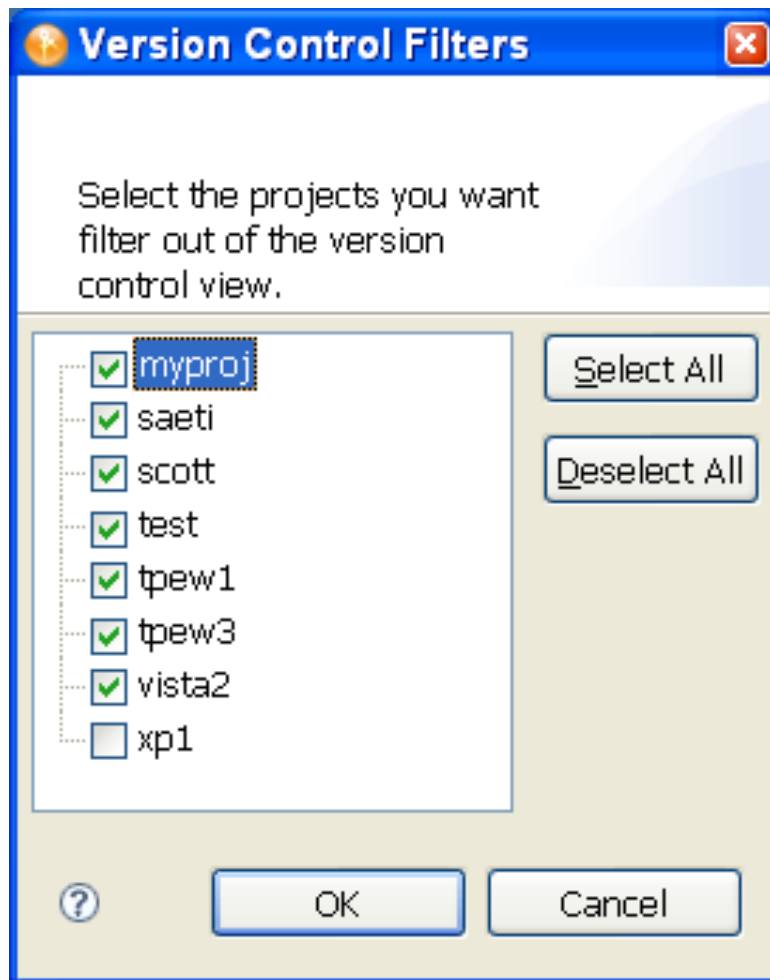 Version Control Filters
Select the projects you want
filter out of the version
control view.
myproj
saeti
scott
test
tpew1
tpew3
vista2
xp1
Select All
Deselect All
?
OK
Cancel